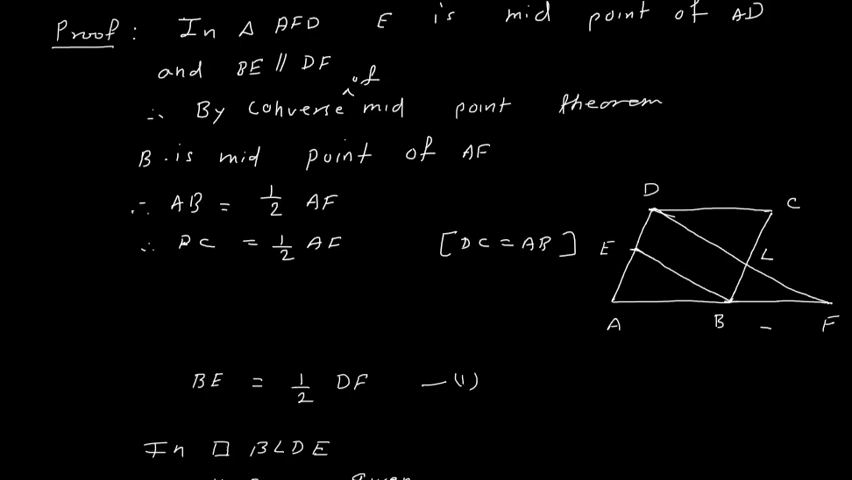 Proof : In Δ AFD E is mid point of AD
and BE ∥ DF
∴ By converse of mid point theorem
B is mid point of AF
∴ AB = 1/2 AF
∴ DC = 1/2 AF [DC = AB]
D
C
E
L
A
B
F
BE = 1/2 DF —(1)
In □ BLDE